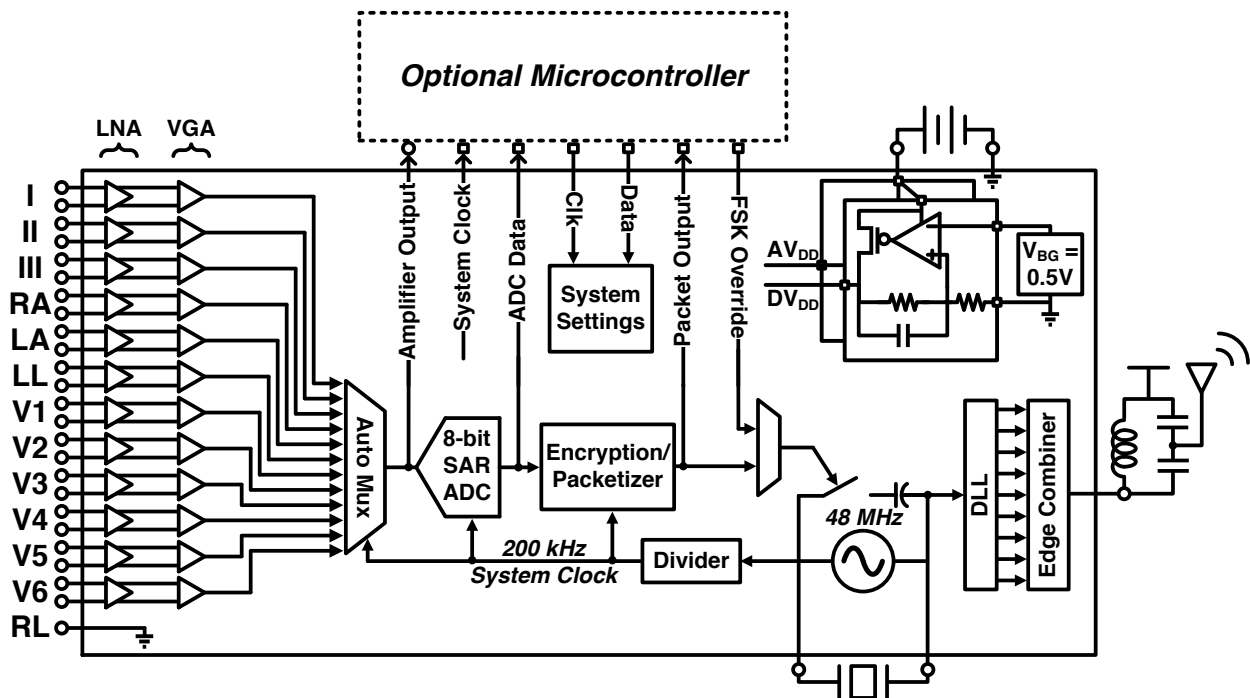 Optional Microcontroller
LNA VGA
I
II
III
RA
LA
LL
V1
V2
V3
V4
V5
V6
RL
Auto Mux
Amplifier Output
System Clock
ADC Data
Clk
Data
Packet Output
FSK Override
System
Settings
8-bit
SAR
ADC
Encryption/
Packetizer
200 kHz
System Clock
Divider
48 MHz
DLL
Edge Combiner
AVDD
DVDD
+
VBG =
0.5V